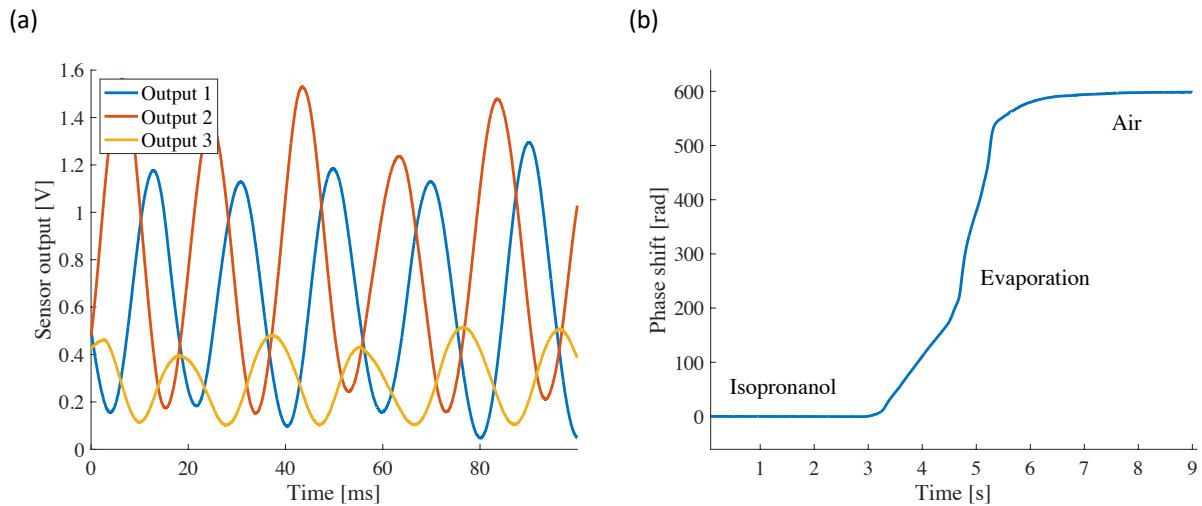 (a)
(b)
Sensor output [V]
1.6
1.4
1.2
1
0.8
0.6
0.4
0.2
0
Output 1
Output 2
Output 3
0
20
40
60
80
Time [ms]
Phase shift [rad]
600
500
400
300
200
100
0
Air
Evaporation
Isopronanol
1
2
3
4
5
6
7
8
9
Time [s]